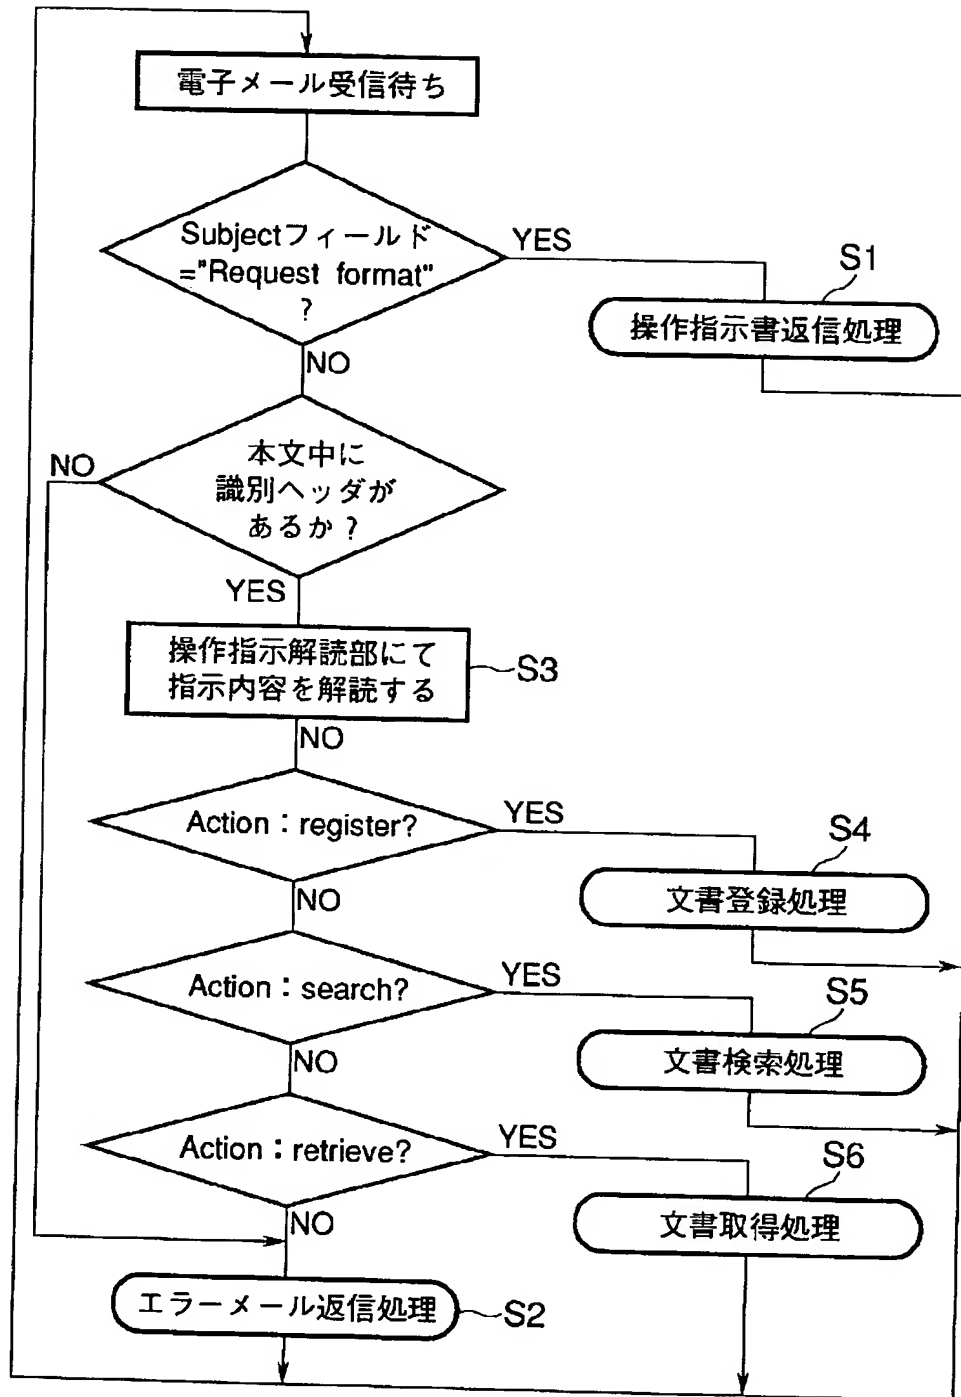 電子メール受信待ち
Subjectフィールド
="Request format"
?
YES
S1
操作指示書返信処理
NO
本文中に
識別ヘッダが
あるか?
NO
YES
操作指示解読部にて
指示内容を解読する
S3
NO
Action：register?
YES
S4
文書登録処理
NO
Action：search?
YES
S5
文書検索処理
NO
Action：retrieve?
YES
S6
文書取得処理
NO
エラーメール返信処理
S2